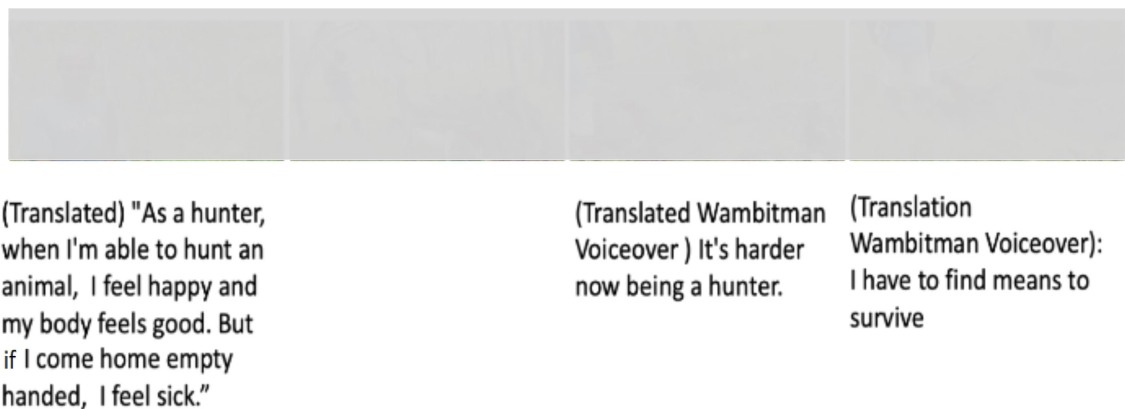 (Translated) "As a hunter,
when I'm able to hunt an
animal, I feel happy and
my body feels good. But
if I come home empty
handed, I feel sick.”
(Translated Wambitman
Voiceover ) It's harder
now being a hunter.
(Translation
Wambitman Voiceover):
I have to find means to
survive